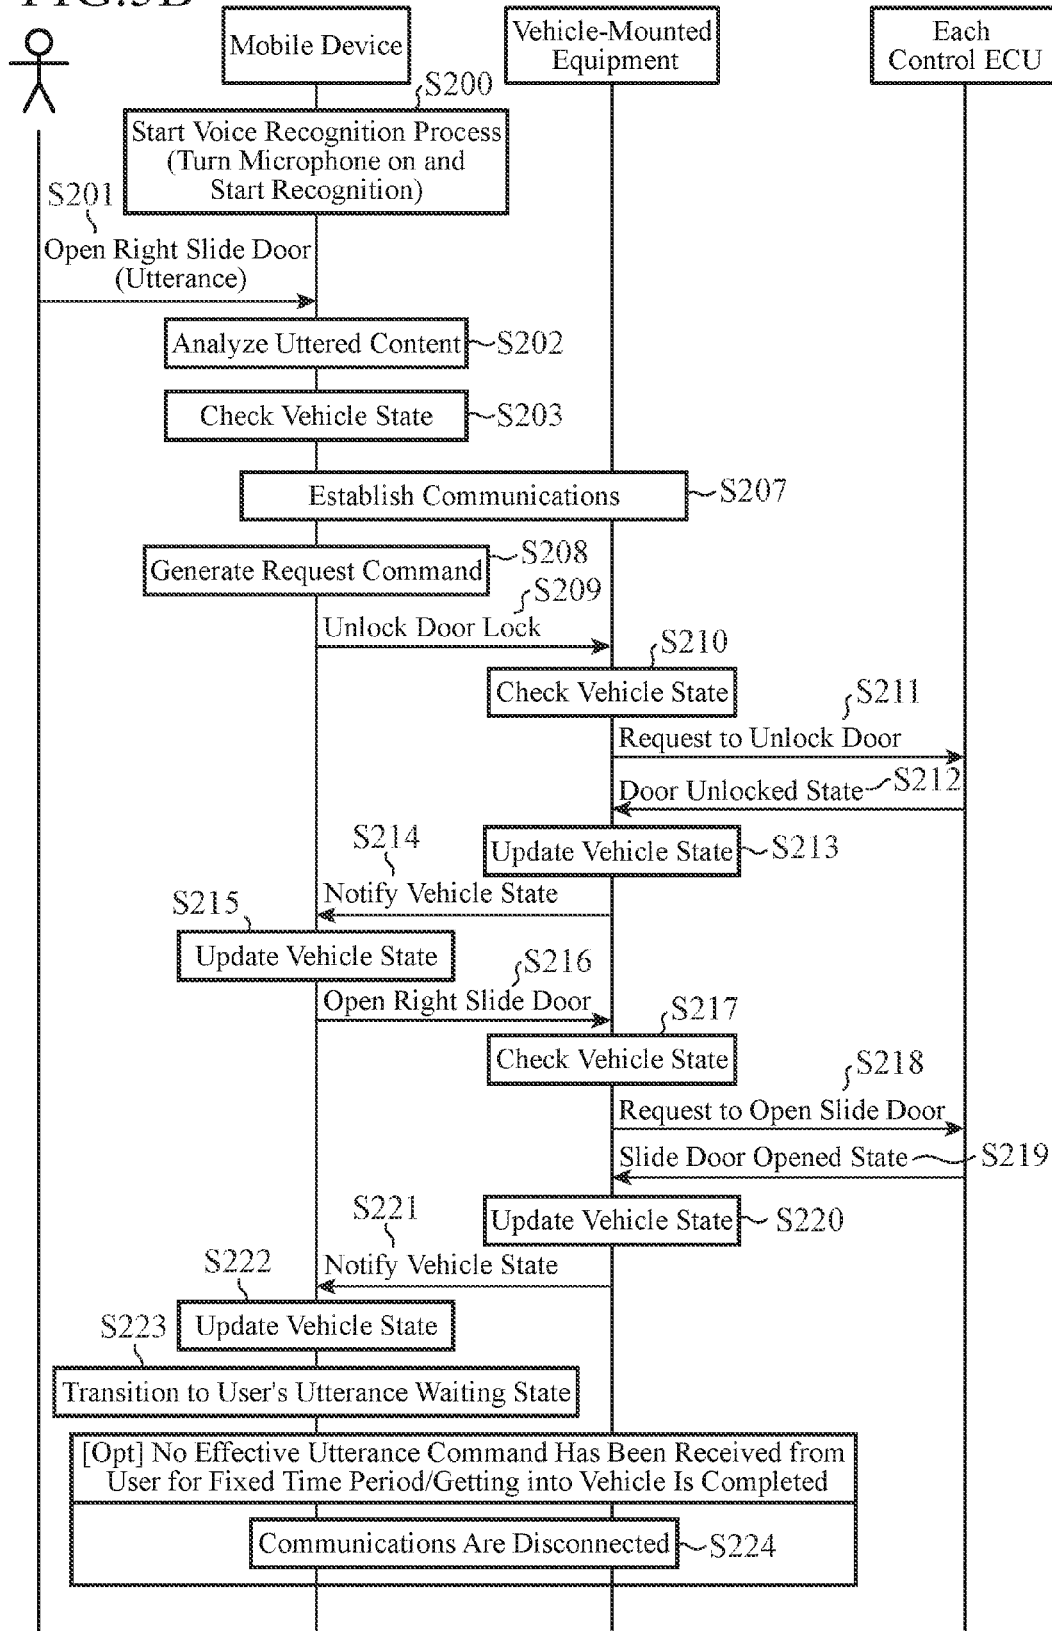 FIG.5B
Mobile Device
Vehicle-Mounted
Equipment
Each
Control ECU
S200
Start Voice Recognition Process
(Turn Microphone on and
Start Recognition)
S201
Open Right Slide Door
(Utterance)
Analyze Uttered Content
S202
Check Vehicle State
S203
Establish Communications
S207
Generate Request Command
S208
S209
Unlock Door Lock
S210
Check Vehicle State
S211
Request to Unlock Door
Door Unlocked State
S212
Update Vehicle State
S213
S214
Notify Vehicle State
S215
Update Vehicle State
S216
Open Right Slide Door
S217
Check Vehicle State
S218
Request to Open Slide Door
Slide Door Opened State
S219
Update Vehicle State
S220
S221
Notify Vehicle State
S222
Update Vehicle State
S223
Transition to User's Utterance Waiting State
[Opt] No Effective Utterance Command Has Been Received from
User for Fixed Time Period/Getting into Vehicle Is Completed
Communications Are Disconnected
S224